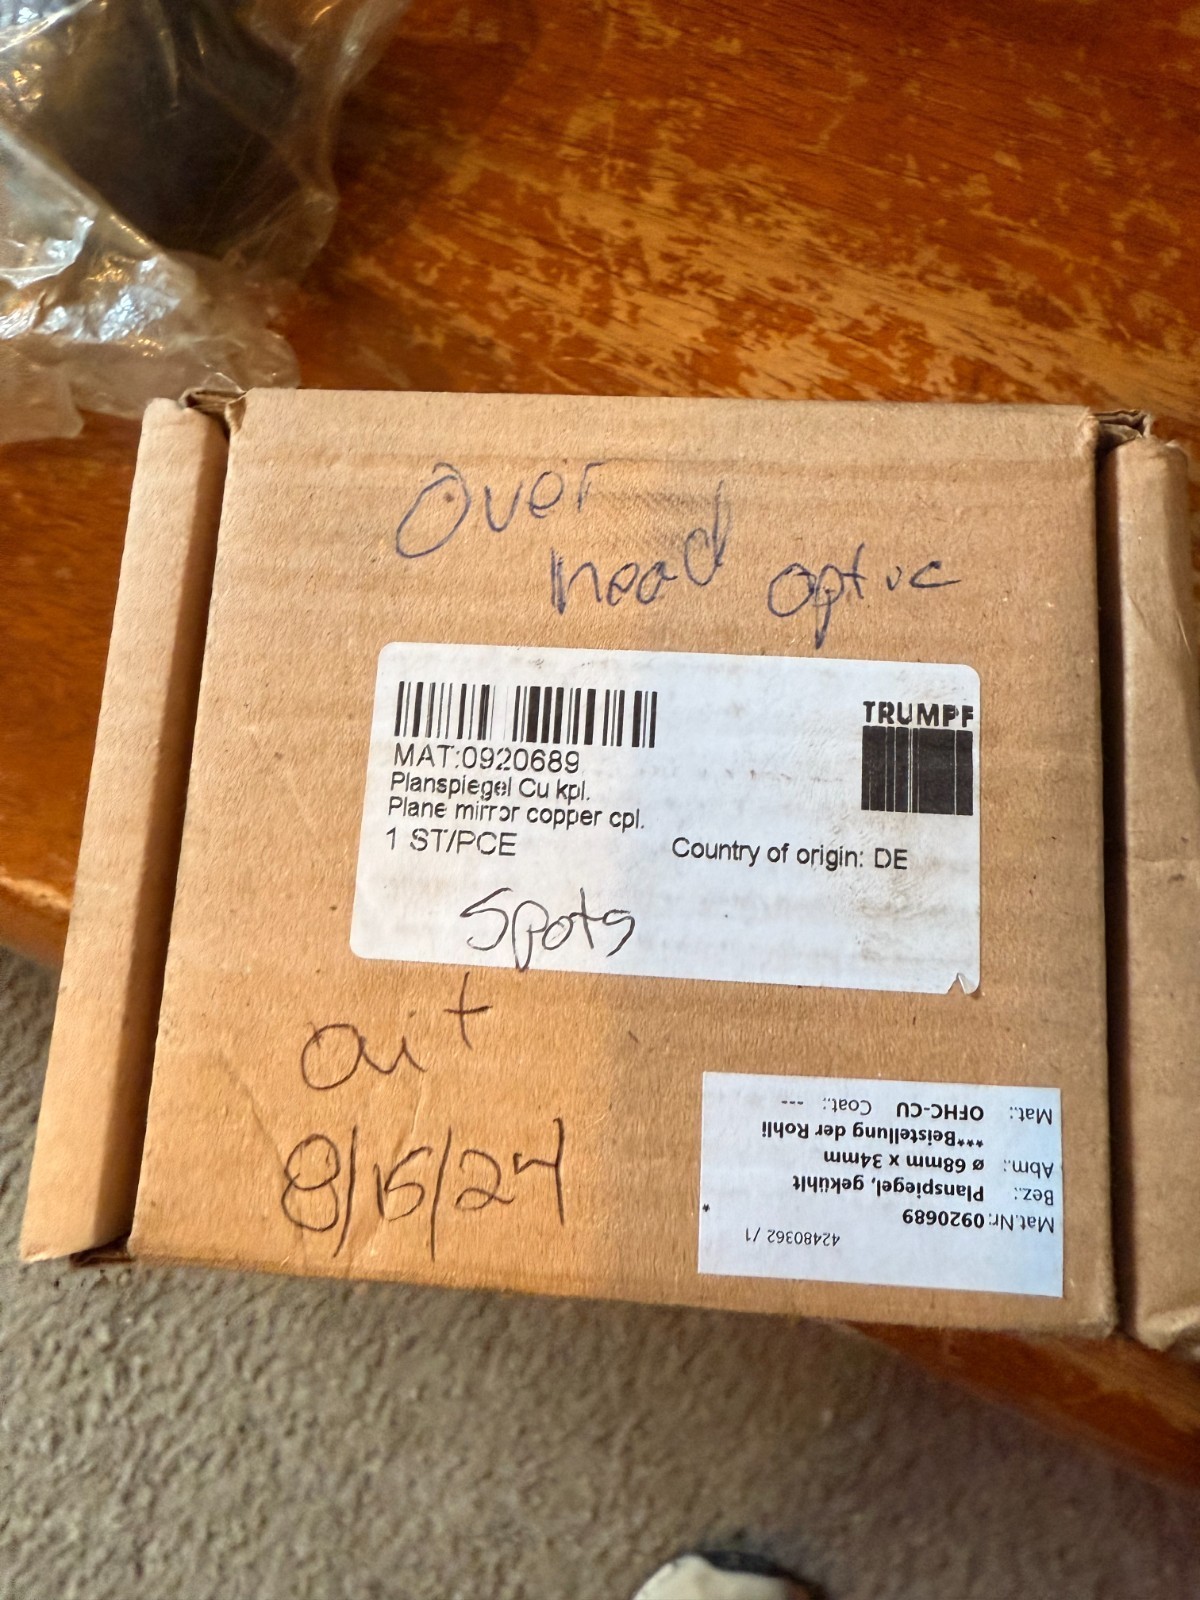 Over
head optic
TRUMPF
MAT:0920689
Planspiegel Cu kpl.
Plane mirror copper cpl.
1 ST/PCE
Country of origin: DE
Spots
out
8/15/24
42480362 /1
Mat.Nr: 0920689 *
Bez.: Planspiegel, gekühlt
Abm.: ø 68mm x 34mm
***Beistellung der Rohli
Mat.: OFHC-CU Coat.: ---